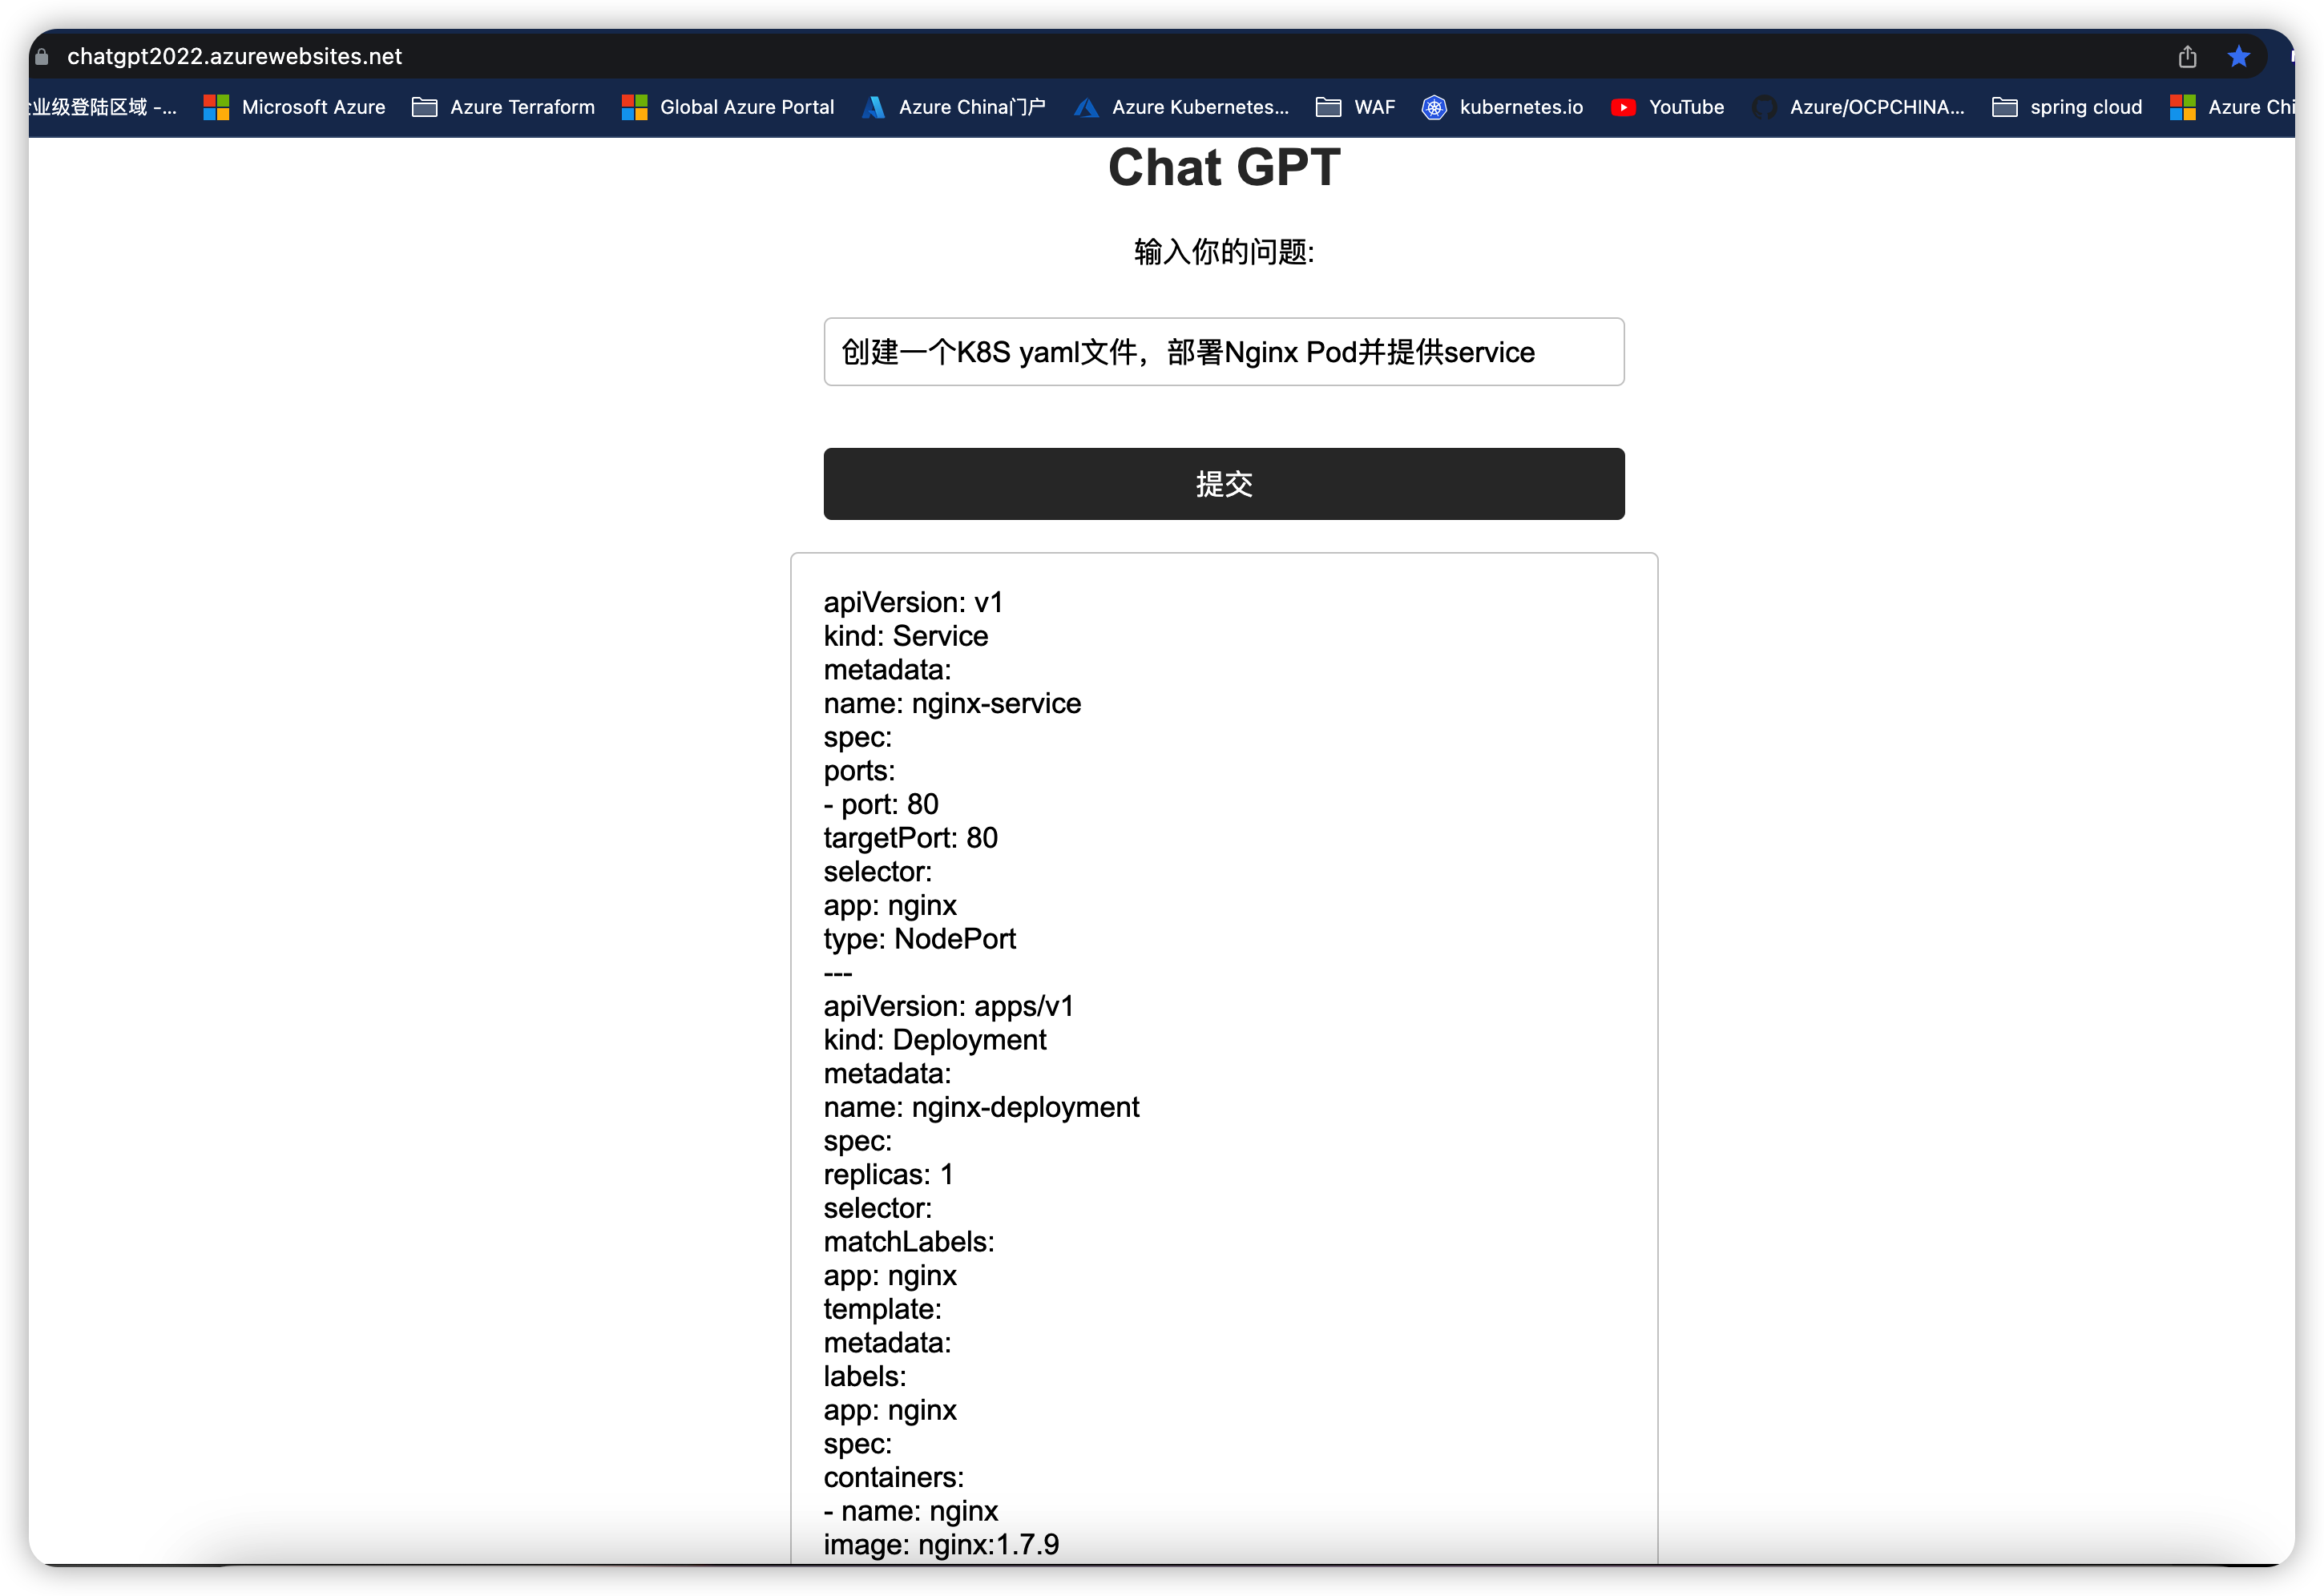 chatgpt2022.azurewebsites.net
业级登陆区域 -... Microsoft Azure Azure Terraform Global Azure Portal Azure China门户 Azure Kubernetes... WAF kubernetes.io YouTube Azure/OCPCHINA... spring cloud Azure Chi
Chat GPT
输入你的问题:
创建一个K8S yaml文件，部署Nginx Pod并提供service
提交
apiVersion: v1
kind: Service
metadata:
name: nginx-service
spec:
ports:
- port: 80
targetPort: 80
selector:
app: nginx
type: NodePort
---
apiVersion: apps/v1
kind: Deployment
metadata:
name: nginx-deployment
spec:
replicas: 1
selector:
matchLabels:
app: nginx
template:
metadata:
labels:
app: nginx
spec:
containers:
- name: nginx
image: nginx:1.7.9